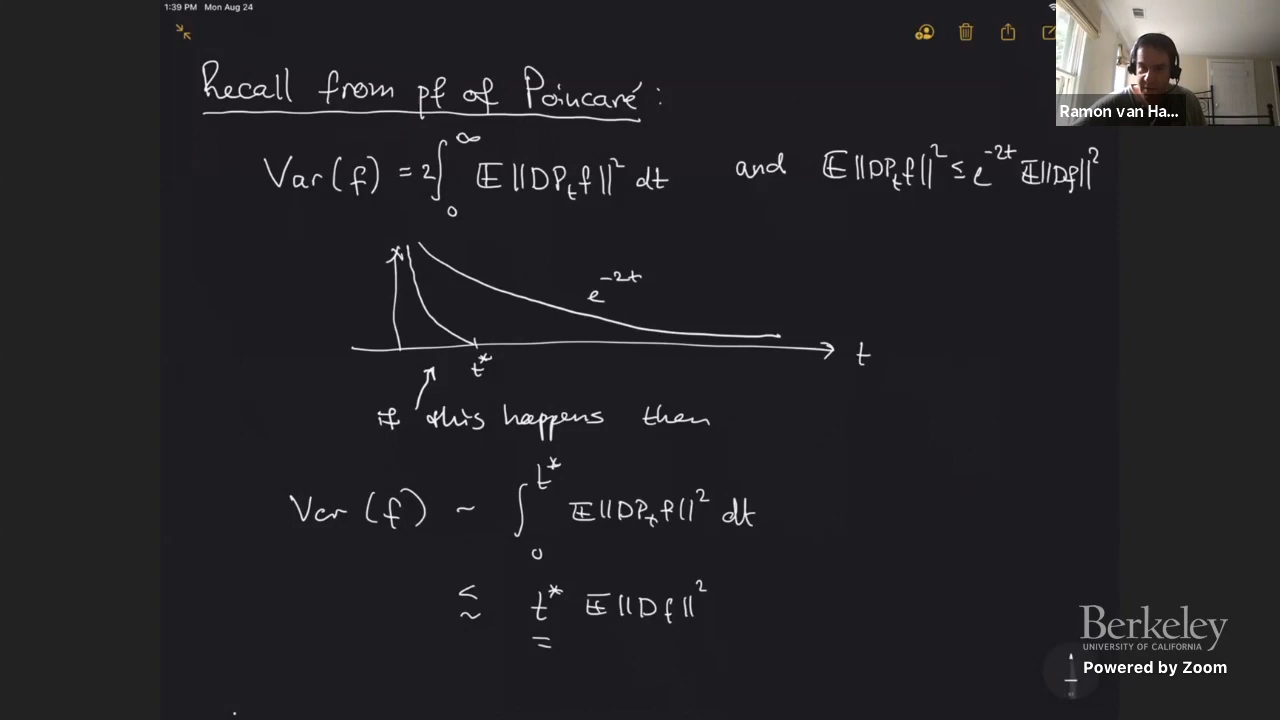 1:39 PM Mon Aug 24
Recall from pf of Poincaré:
Var(f) = 2∫₀^∞ 𝔼‖DPₜf‖² dt and 𝔼‖DPₜf‖² ≤ e^{-2t} 𝔼‖Df‖²
e^{-2t}
t
t*
if this happens then
Var(f) ~ ∫₀^{t*} 𝔼‖DPₜf‖² dt
≲ t* 𝔼‖Df‖²
Ramon van Ha...
Berkeley
UNIVERSITY OF CALIFORNIA
Powered by Zoom